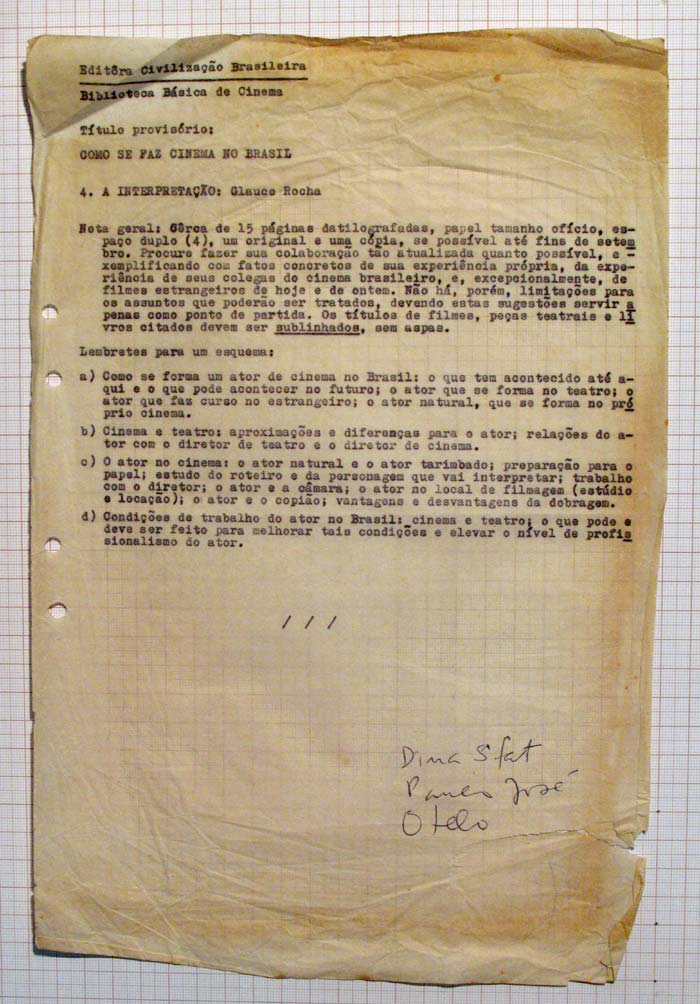 Editôra Civilização Brasileira
Biblioteca Básica de Cinema
Título provisório:
COMO SE FAZ CINEMA NO BRASIL
4. A INTERPRETAÇÃO: Glauce Rocha
Nota geral: Cêrca de 15 páginas datilografadas, papel tamanho ofício, es-
paço duplo (4), um original e uma cópia, se possível até fins de setem
bro. Procure fazer sua colaboração tão atualizada quanto possível, e -
xemplificando com fatos concretos de sua experiência própria, da expe-
riência de seus colegas do cinema brasileiro, e, excepcionalmente, de
filmes estrangeiros de hoje e de ontem. Não há, porém, limitações para
os assuntos que poderão ser tratados, devendo estas sugestões servir a
penas como ponto de partida. Os títulos de filmes, peças teatrais e li
vros citados devem ser sublinhados, sem aspas.
Lembretes para um esquema:
a) Como se forma um ator de cinema no Brasil: o que tem acontecido até a-
qui e o que pode acontecer no futuro; o ator que se forma no teatro; o
ator que faz curso no estrangeiro; o ator natural, que se forma no pró
prio cinema.
b) Cinema e teatro: aproximações e diferenças para o ator; relações do a-
tor com o diretor de teatro e o diretor de cinema.
c) O ator no cinema: o ator natural e o ator tarimbado; preparação para o
papel; estudo do roteiro e da personagem que vai interpretar; trabalho
com o diretor; o ator e a câmara; o ator no local de filmagem (estúdio
e locação); o ator e o copião; vantagens e desvantagens da dobragem.
d) Condições de trabalho do ator no Brasil: cinema e teatro; o que pode e
deve ser feito para melhorar tais condições e elevar o nível de profis
sionalismo do ator.
/ / /
Dina Sfat
Paulo José
Otelo